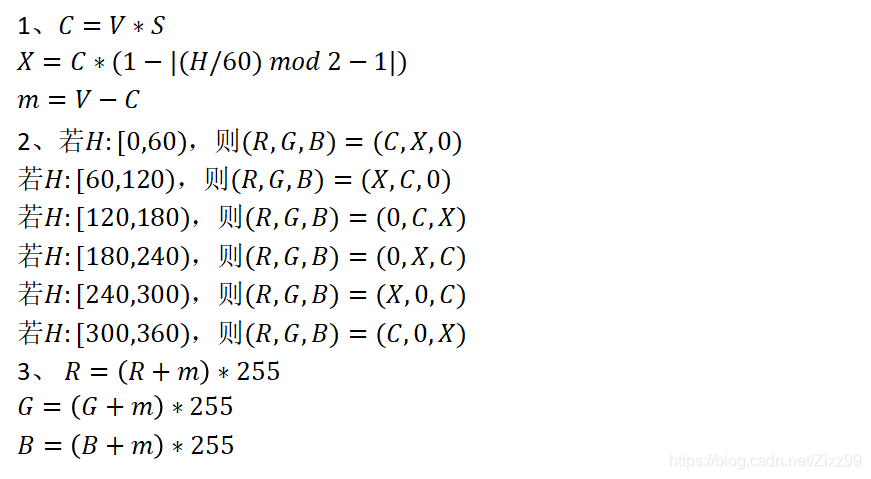 1、C = V ∗ S
X = C ∗ (1 − |(H/60) mod 2 − 1|)
m = V − C
2、若H: [0,60)，则(R, G, B) = (C, X, 0)
若H: [60,120)，则(R, G, B) = (X, C, 0)
若H: [120,180)，则(R, G, B) = (0, C, X)
若H: [180,240)，则(R, G, B) = (0, X, C)
若H: [240,300)，则(R, G, B) = (X, 0, C)
若H: [300,360)，则(R, G, B) = (C, 0, X)
3、 R = (R + m) ∗ 255
G = (G + m) ∗ 255
B = (B + m) ∗ 255
https://blog.csdn.net/Zixz99